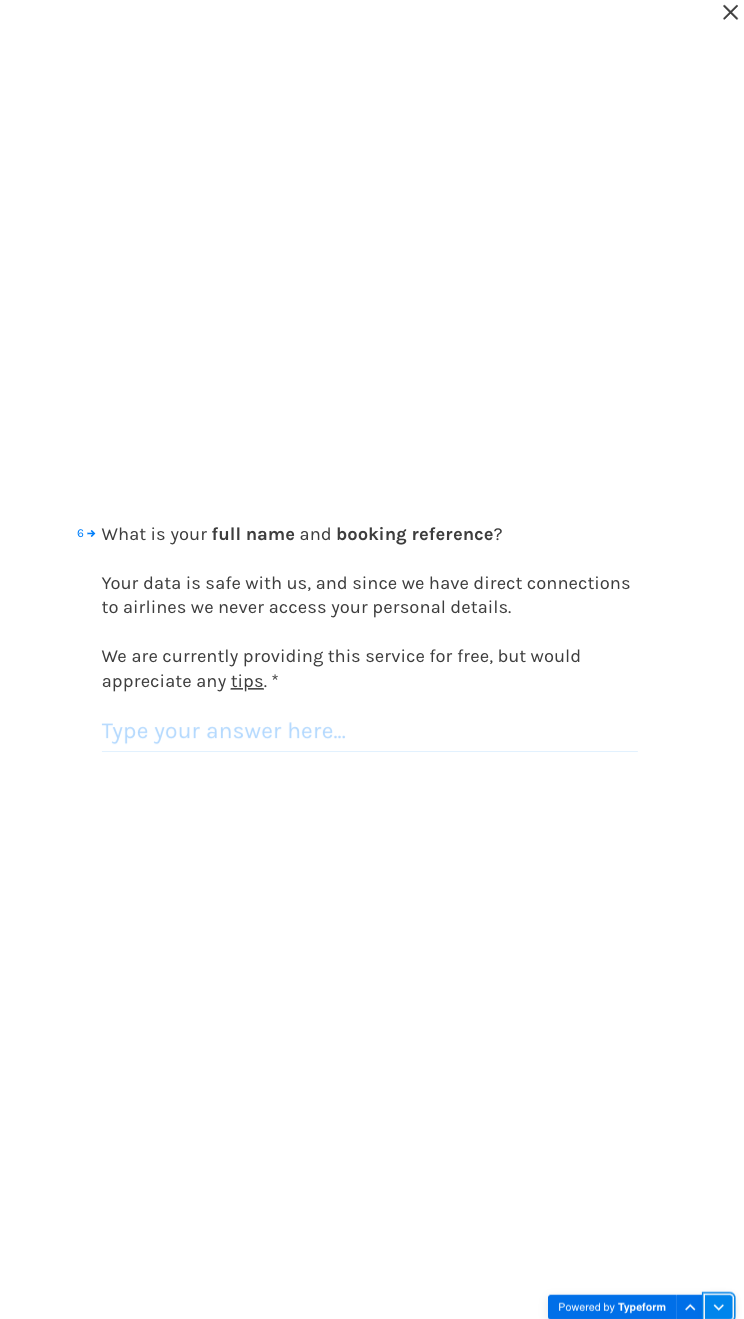 6 What is your full name and booking reference?
Your data is safe with us, and since we have direct connections
to airlines we never access your personal details.
We are currently providing this service for free, but would
appreciate any tips. *
Type your answer here...
Powered by Typeform